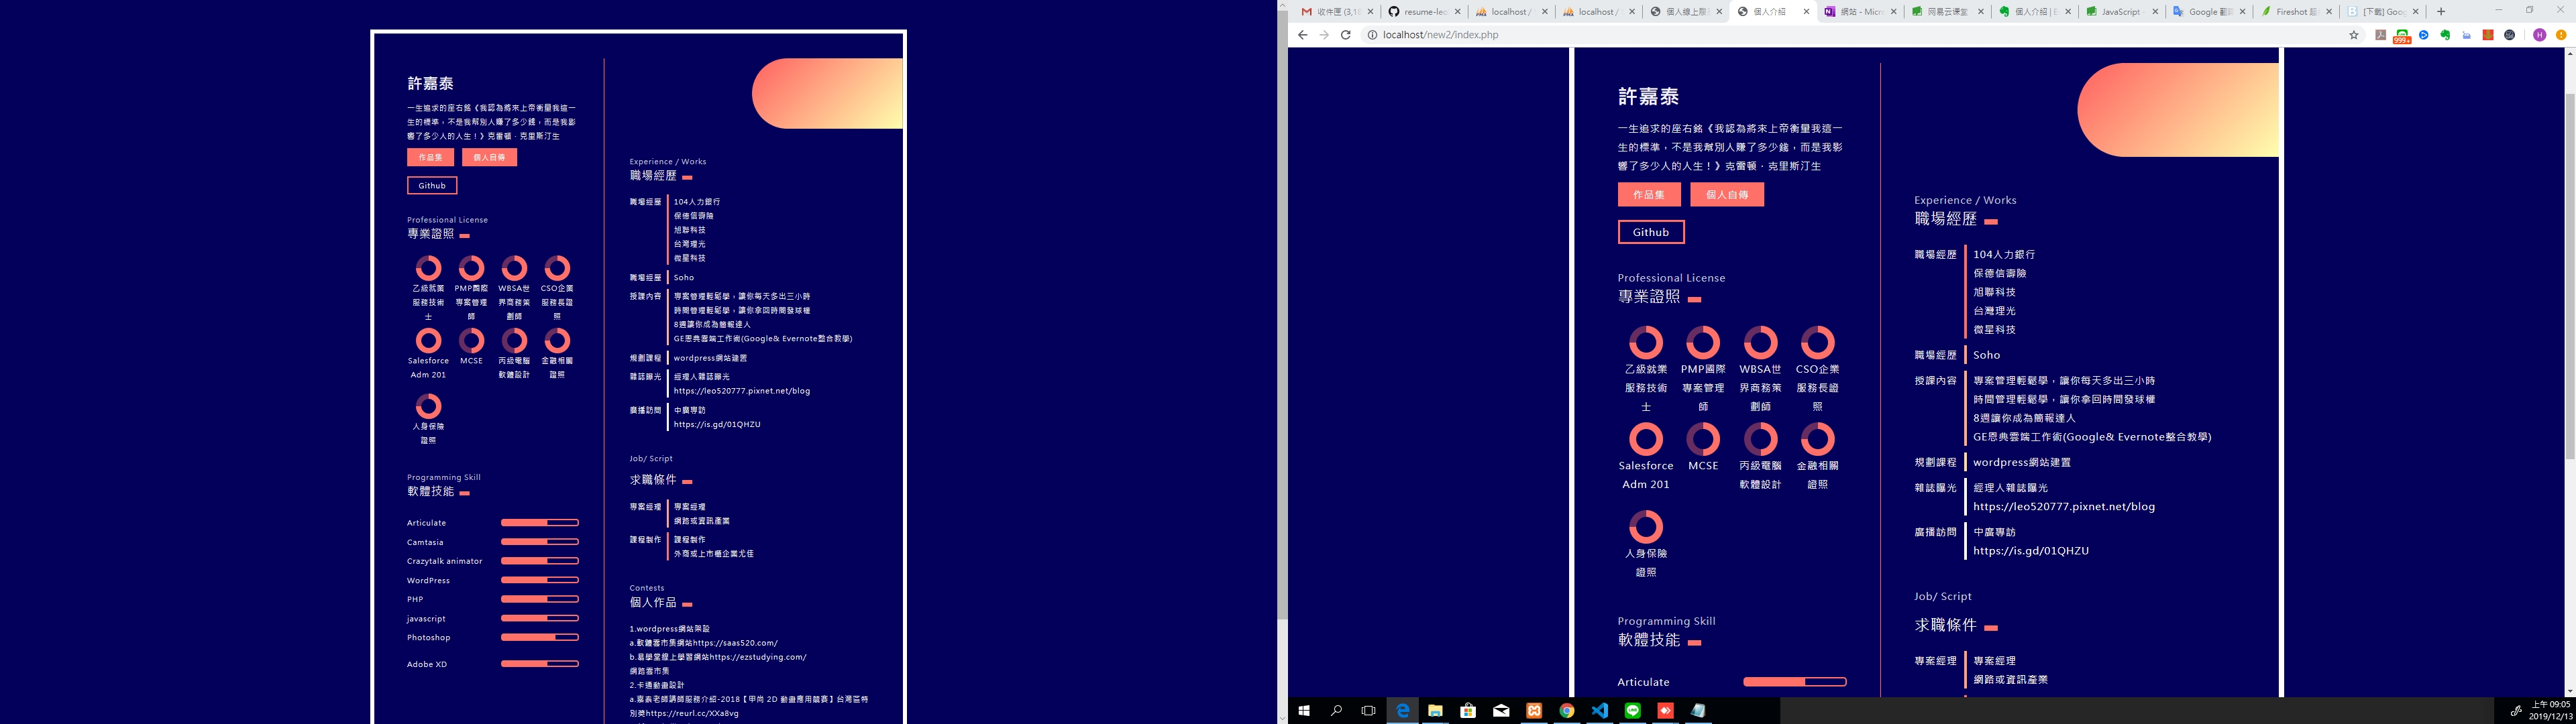 許嘉泰
一生追求的座右銘《我認為將來上帝衡量我這一
生的標準，不是我幫別人賺了多少錢，而是我影
響了多少人的人生！》克雷頓．克里斯汀生
作品集 個人自傳
Github
Professional License
專業證照
乙級就業
服務技術
士
PMP國際
專案管理
師
WBSA世
界商務策
劃師
CSO企業
服務長證
照
Salesforce
Adm 201
MCSE
丙級電腦
軟體設計
金融相關
證照
人身保險
證照
Programming Skill
軟體技能
Articulate
Camtasia
Crazytalk animator
WordPress
PHP
javascript
Photoshop
Adobe XD
Experience / Works
職場經歷
職場經歷 104人力銀行
保德信壽險
旭聯科技
台灣理光
微星科技
職場經歷 Soho
授課內容 專案管理輕鬆學，讓你每天多出三小時
時間管理輕鬆學，讓你拿回時間發球權
8週讓你成為簡報達人
GE恩典雲端工作術(Google& Evernote整合教學)
規劃課程 wordpress網站建置
雜誌曝光 經理人雜誌曝光
https://leo520777.pixnet.net/blog
廣播訪問 中廣專訪
https://is.gd/01QHZU
Job/ Script
求職條件
專案經理 專案經理
網路或資訊產業
課程製作 課程製作
外商或上市櫃企業尤佳
Contests
個人作品
1.wordpress網站架設
a.軟體雲市集網站https://saas520.com/
b.易學堂線上學習網站https://ezstudying.com/
網路雲市集
2.卡通動畫設計
a.嘉泰老師講師服務介紹-2018【甲尚 2D 動畫應用競賽】台灣區特
別獎https://reurl.cc/XXa8vg
收件匣 (3,18
resume-leo
localhost /
localhost /
個人線上履
個人介紹
網站 - Micro
网易云课堂
個人介紹 | E
JavaScript
Google 翻譯
Fireshot 超
[下載] Goog
localhost/new2/index.php
999+
許嘉泰
一生追求的座右銘《我認為將來上帝衡量我這一
生的標準，不是我幫別人賺了多少錢，而是我影
響了多少人的人生！》克雷頓．克里斯汀生
作品集 個人自傳
Github
Professional License
專業證照
乙級就業
服務技術
士
PMP國際
專案管理
師
WBSA世
界商務策
劃師
CSO企業
服務長證
照
Salesforce
Adm 201
MCSE
丙級電腦
軟體設計
金融相關
證照
人身保險
證照
Programming Skill
軟體技能
Articulate
Experience / Works
職場經歷
職場經歷 104人力銀行
保德信壽險
旭聯科技
台灣理光
微星科技
職場經歷 Soho
授課內容 專案管理輕鬆學，讓你每天多出三小時
時間管理輕鬆學，讓你拿回時間發球權
8週讓你成為簡報達人
GE恩典雲端工作術(Google& Evernote整合教學)
規劃課程 wordpress網站建置
雜誌曝光 經理人雜誌曝光
https://leo520777.pixnet.net/blog
廣播訪問 中廣專訪
https://is.gd/01QHZU
Job/ Script
求職條件
專案經理 專案經理
網路或資訊產業
上午 09:05
2019/12/13